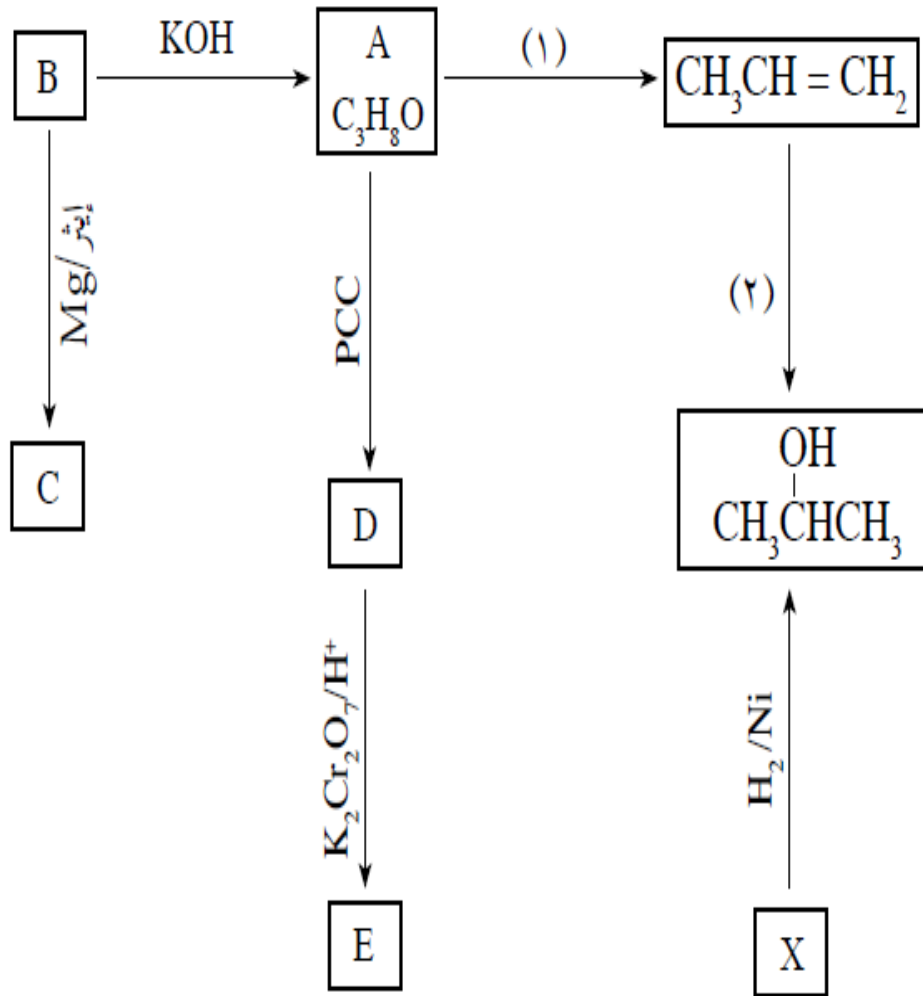 B
KOH
A
C₃H₈O
(١)
CH₃CH = CH₂
Mg/إيثر
PCC
(٢)
C
D
OH
CH₃CHCH₃
K₂Cr₂O₇/H⁺
H₂/Ni
E
X